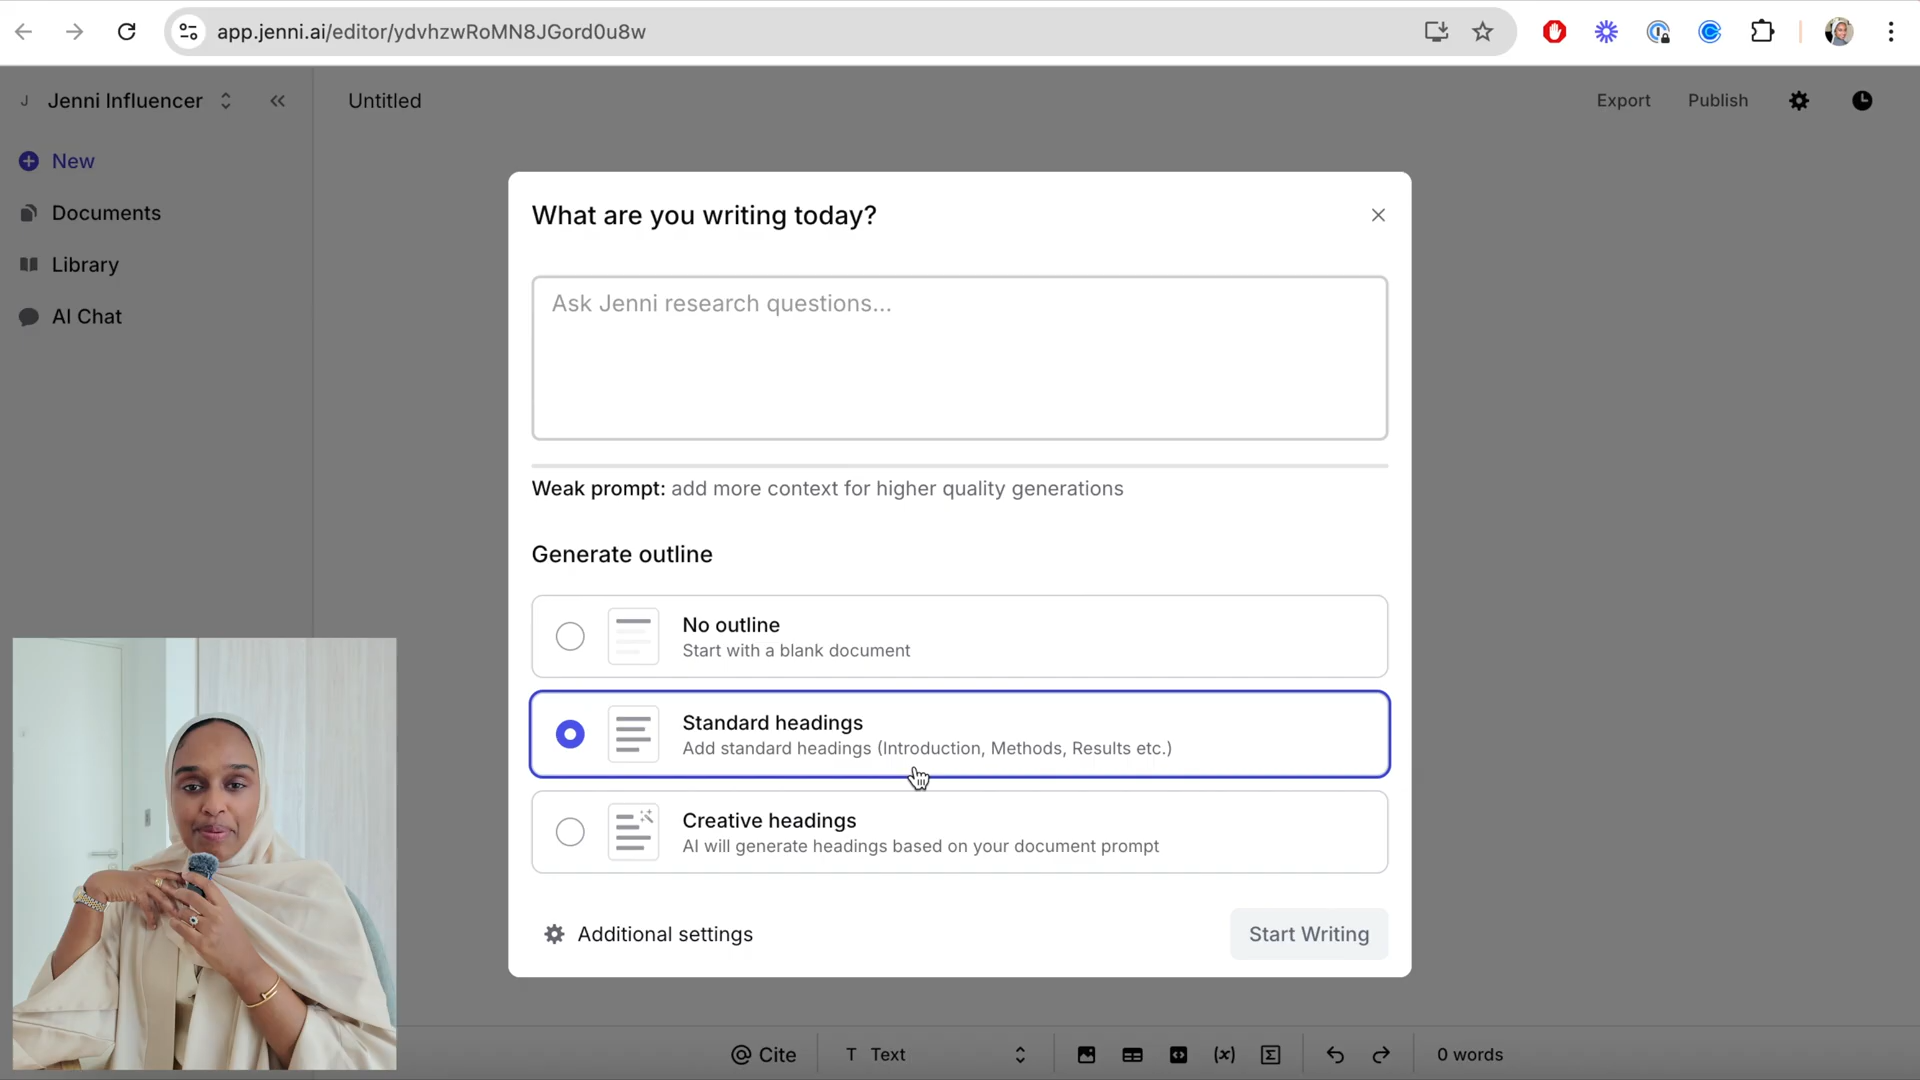 app.jenni.ai/editor/ydvhzwRoMN8JGord0u8w
J Jenni Influencer
Untitled
Export
Publish
New
Documents
Library
AI Chat
What are you writing today?
Ask Jenni research questions...
Weak prompt: add more context for higher quality generations
Generate outline
No outline
Start with a blank document
Standard headings
Add standard headings (Introduction, Methods, Results etc.)
Creative headings
AI will generate headings based on your document prompt
Additional settings
Start Writing
@ Cite
T Text
(x)
Σ
0 words